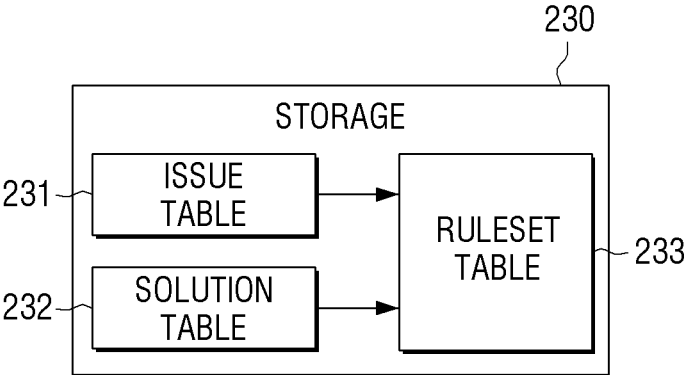 230
STORAGE
231
ISSUE
TABLE
232
SOLUTION
TABLE
RULESET
TABLE
233